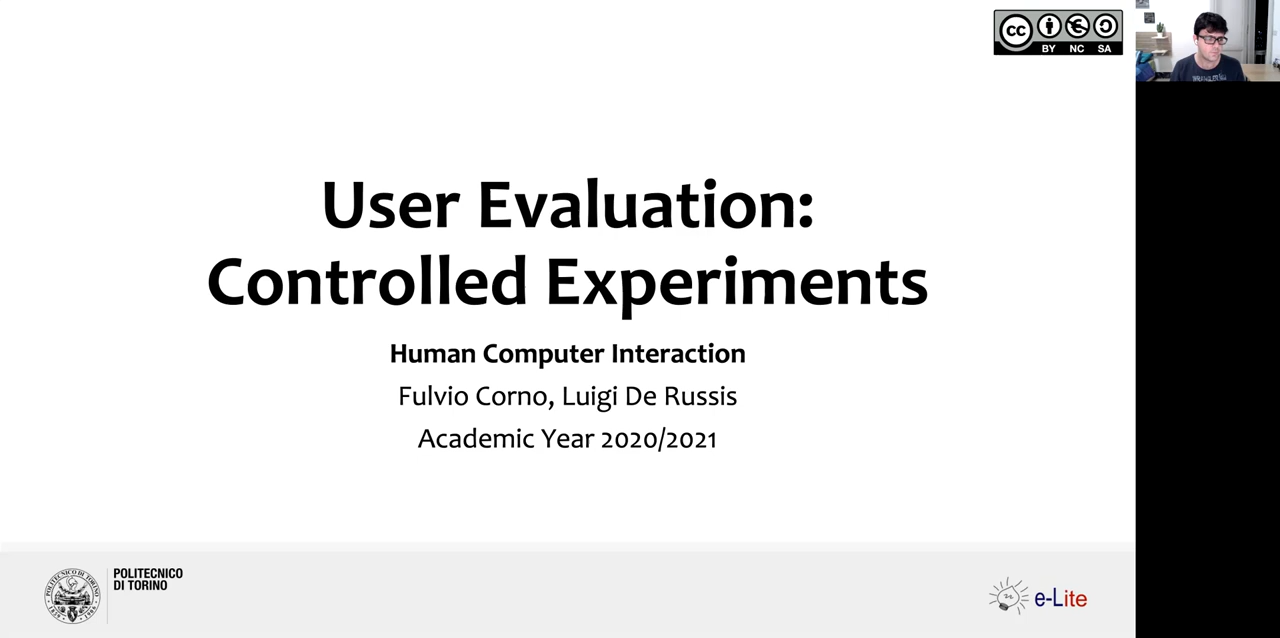 CC
BY NC SA
User Evaluation:
Controlled Experiments
Human Computer Interaction
Fulvio Corno, Luigi De Russis
Academic Year 2020/2021
POLITECNICO
DI TORINO
e-Lite